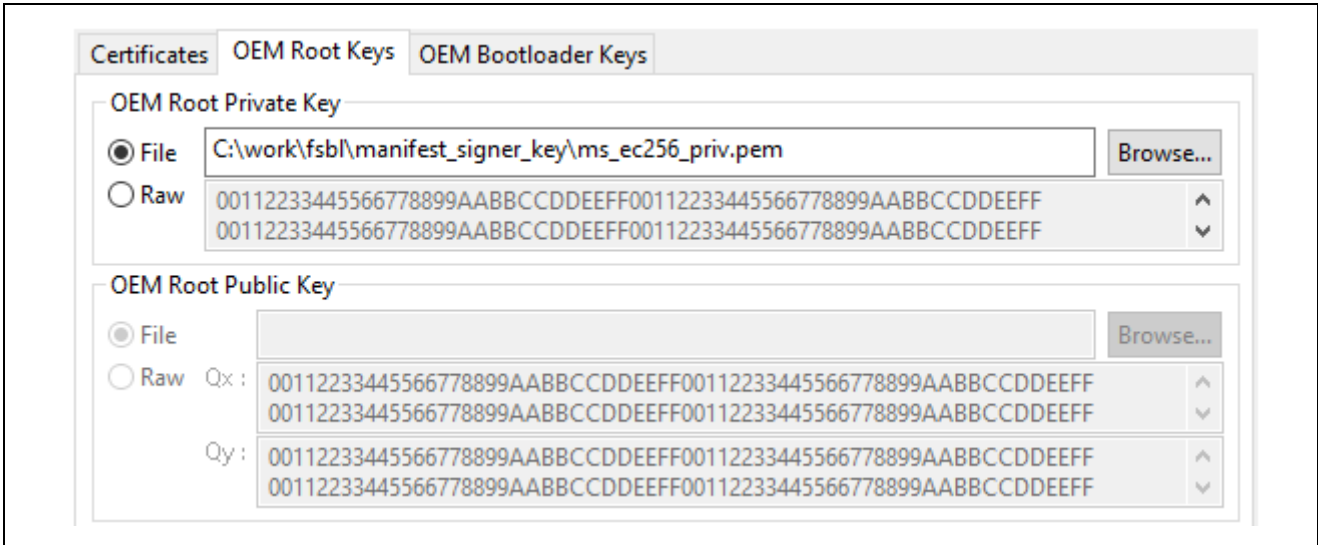 Certificates OEM Root Keys OEM Bootloader Keys
OEM Root Private Key
File C:\work\fsbl\manifest_signer_key\ms_ec256_priv.pem Browse...
Raw 00112233445566778899AABBCCDDEEFF00112233445566778899AABBCCDDEEFF
00112233445566778899AABBCCDDEEFF00112233445566778899AABBCCDDEEFF
OEM Root Public Key
File Browse...
Raw Qx : 00112233445566778899AABBCCDDEEFF00112233445566778899AABBCCDDEEFF
00112233445566778899AABBCCDDEEFF00112233445566778899AABBCCDDEEFF
Qy : 00112233445566778899AABBCCDDEEFF00112233445566778899AABBCCDDEEFF
00112233445566778899AABBCCDDEEFF00112233445566778899AABBCCDDEEFF